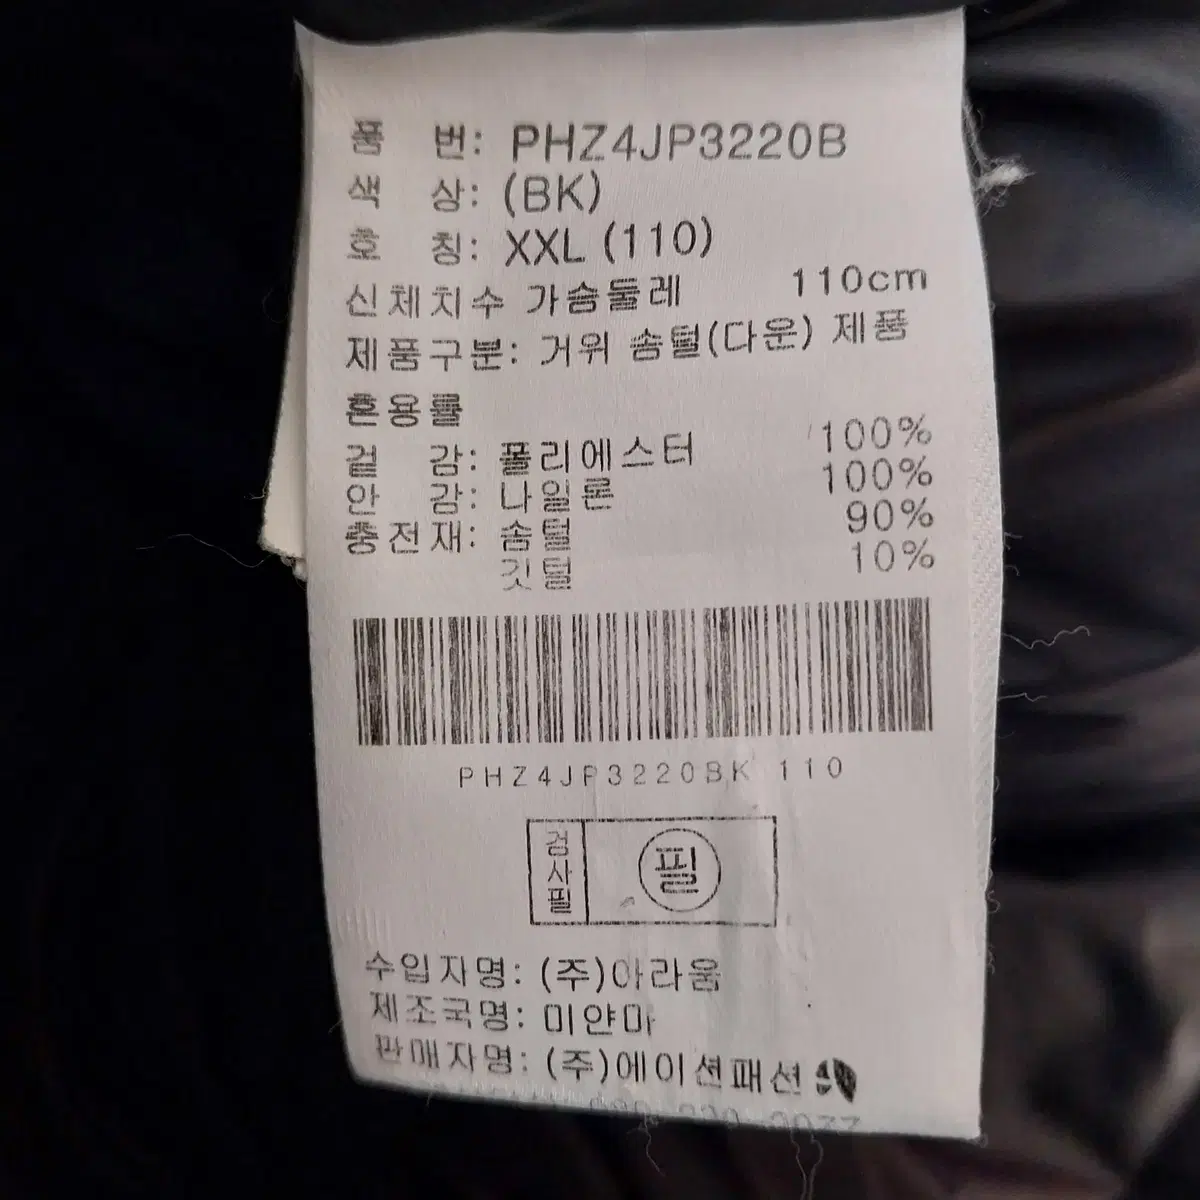 품 번: PHZ4JP3220B
색 상: (BK)
호 칭: XXL (110)
신체치수 가슴둘레 110cm
제품구분: 거위 솜털(다운) 제품
혼용률
겉 감: 폴리에스터 100%
안 감: 나일론 100%
충전재: 솜털 90%
깃털 10%
PHZ4JP3220BK 110
검사필 필
수입자명: (주)아라움
제조국명: 미얀마
판매자명: (주)에이션패션